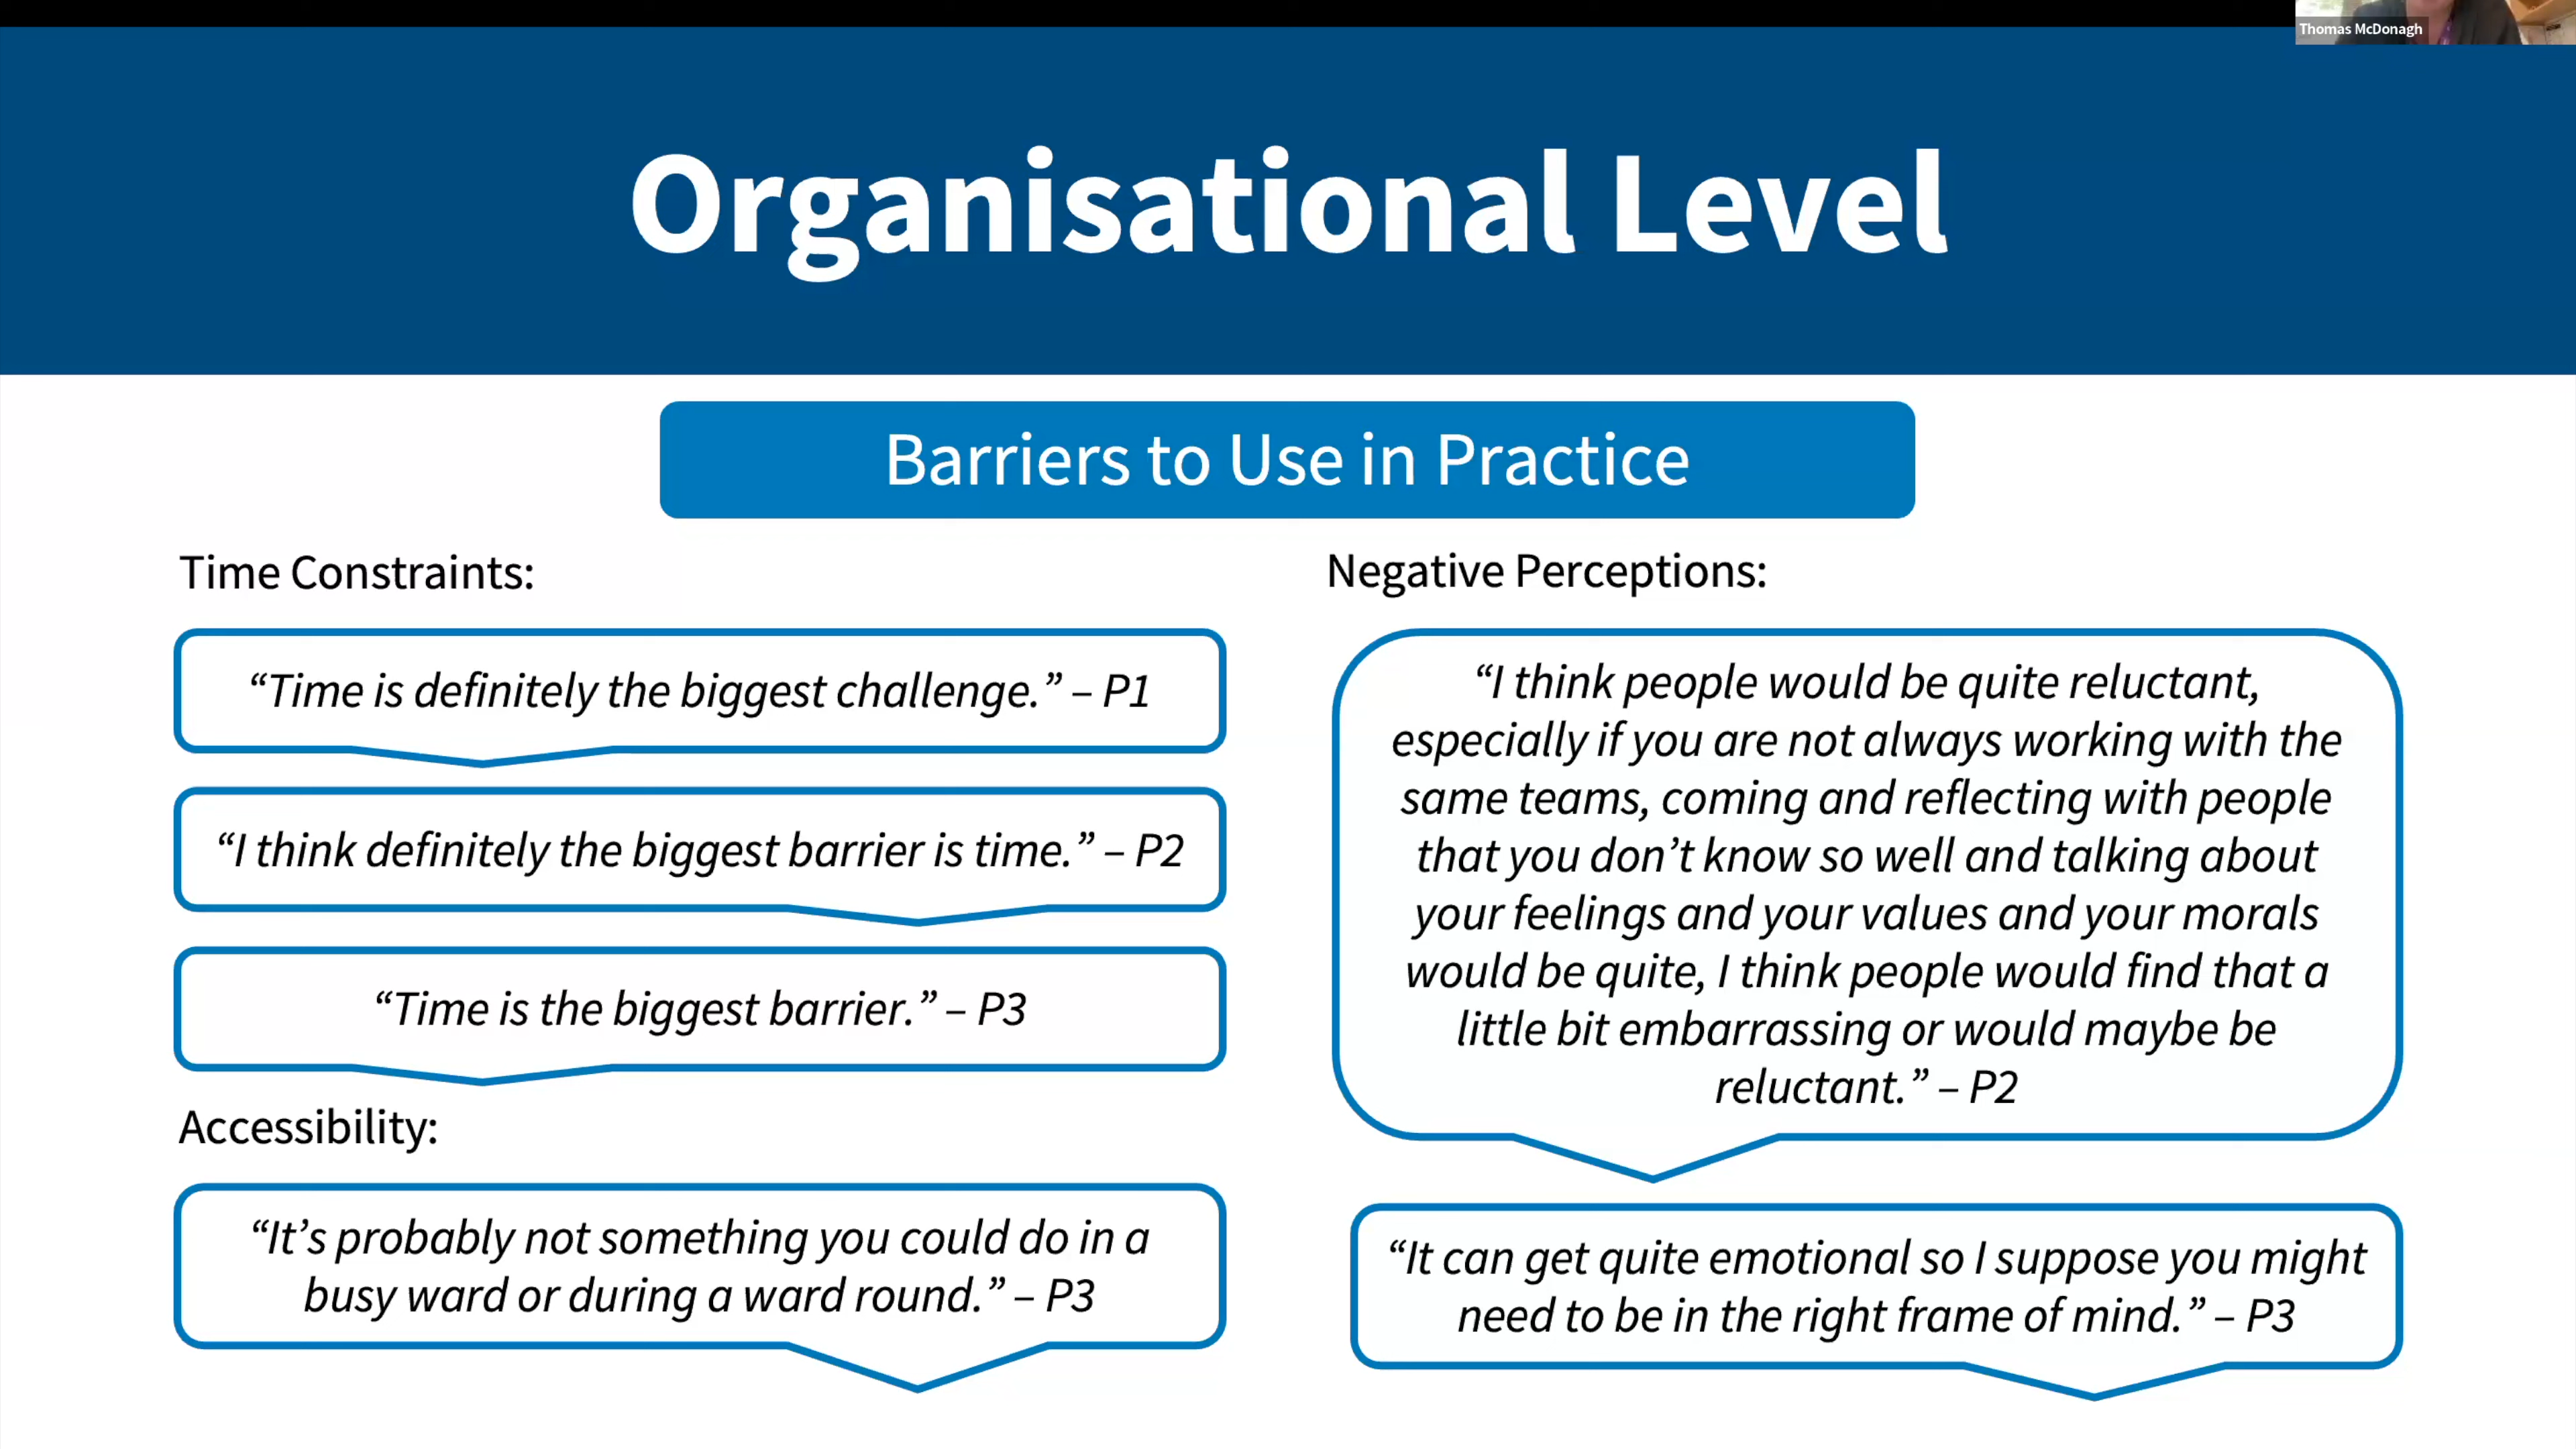 Thomas McDonagh
Organisational Level
Barriers to Use in Practice
Time Constraints:
“Time is definitely the biggest challenge.” – P1
“I think definitely the biggest barrier is time.” – P2
“Time is the biggest barrier.” – P3
Accessibility:
“It’s probably not something you could do in a
busy ward or during a ward round.” – P3
Negative Perceptions:
“I think people would be quite reluctant,
especially if you are not always working with the
same teams, coming and reflecting with people
that you don’t know so well and talking about
your feelings and your values and your morals
would be quite, I think people would find that a
little bit embarrassing or would maybe be
reluctant.” – P2
“It can get quite emotional so I suppose you might
need to be in the right frame of mind.” – P3